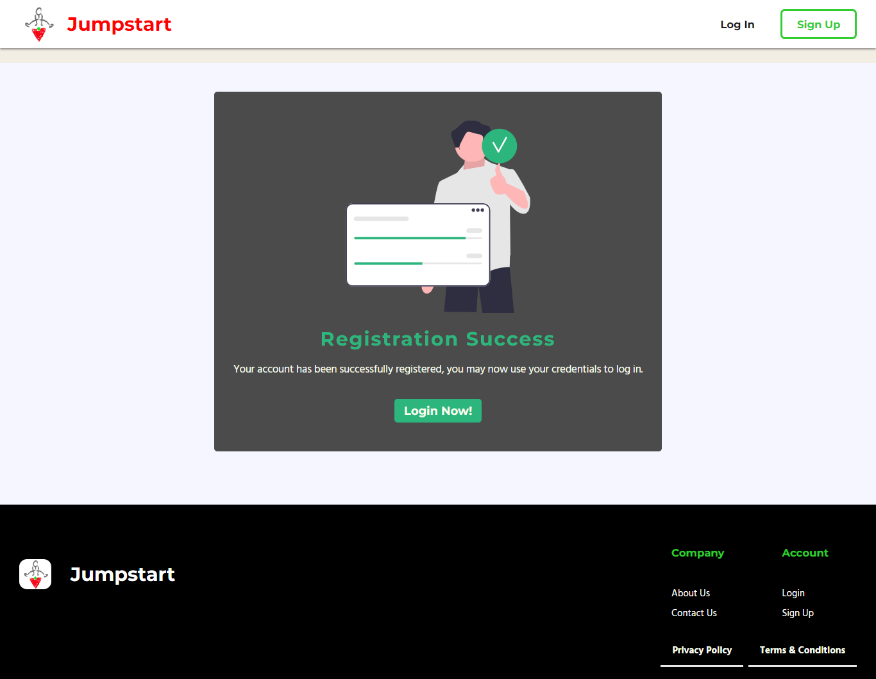 Jumpstart
Log In
Sign Up
Registration Success
Your account has been successfully registered, you may now use your credentials to log in.
Login Now!
Jumpstart
Company
Account
About Us
Login
Contact Us
Sign Up
Privacy Policy
Terms & Conditions